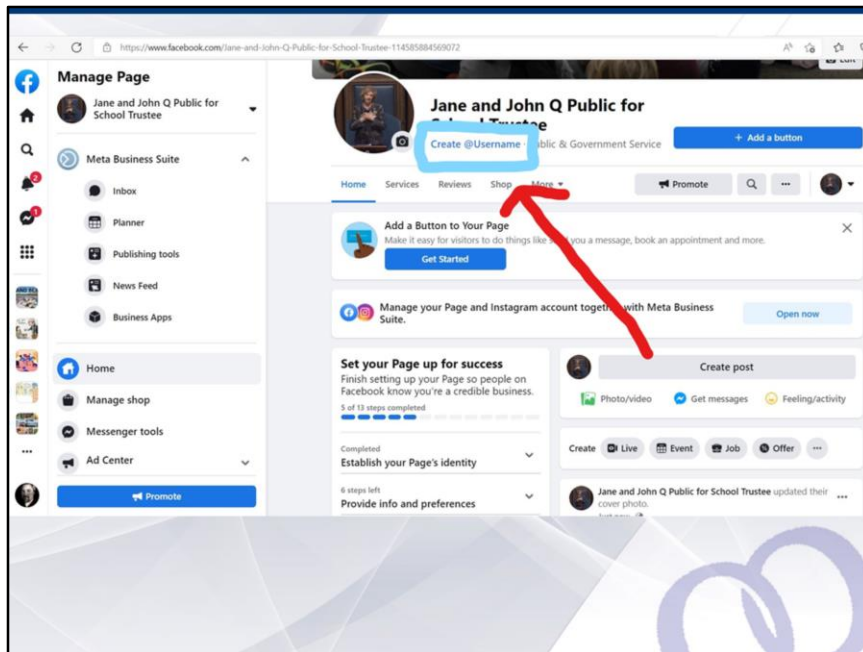 https://www.facebook.com/Jane-and-John-Q-Public-for-School-Trustee-114585884569072
Edit
Manage Page
Jane and John Q Public for
School Trustee
Meta Business Suite
Inbox
Planner
Publishing tools
News Feed
Business Apps
Home
Manage shop
Messenger tools
Ad Center
Promote
2
1
Jane and John Q Public for
School Trustee
Create @Username
& Government Service
+ Add a button
Home
Services
Reviews
Shop
More
Promote
Add a Button to Your Page
Make it easy for visitors to do things like you a message, book an appointment and more.
Get Started
Manage your Page and Instagram account together with Meta Business
Suite.
Open now
Set your Page up for success
Finish setting up your Page so people on
Facebook know you're a credible business.
5 of 13 steps completed
Completed
Establish your Page's identity
6 steps left
Provide info and preferences
Create post
Photo/video
Get messages
Feeling/activity
Create
Live
Event
Job
Offer
Jane and John Q Public for School Trustee updated their
cover photo.